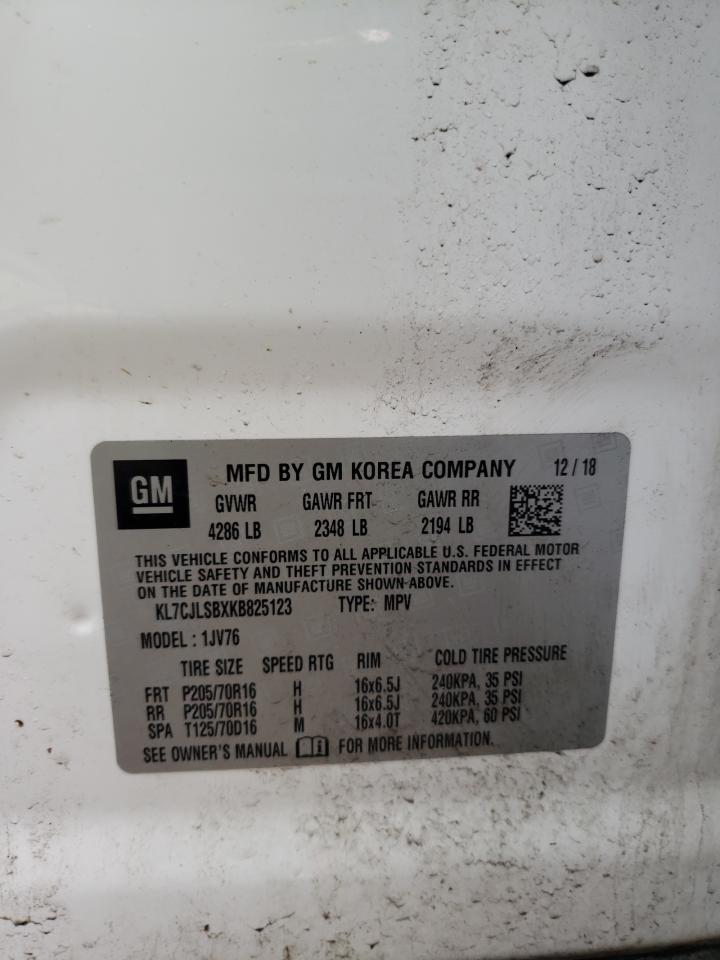 GM MFD BY GM KOREA COMPANY 12 / 18
GVWR GAWR FRT GAWR RR
4286 LB 2348 LB 2194 LB
THIS VEHICLE CONFORMS TO ALL APPLICABLE U.S. FEDERAL MOTOR
VEHICLE SAFETY AND THEFT PREVENTION STANDARDS IN EFFECT
ON THE DATE OF MANUFACTURE SHOWN ABOVE.
KL7CJLSBXKB825123 TYPE: MPV
MODEL : 1JV76
TIRE SIZE SPEED RTG RIM COLD TIRE PRESSURE
FRT P205/70R16 H 16x6.5J 240KPA, 35 PSI
RR P205/70R16 H 16x6.5J 240KPA, 35 PSI
SPA T125/70D16 M 16x4.0T 420KPA, 60 PSI
SEE OWNER'S MANUAL FOR MORE INFORMATION.